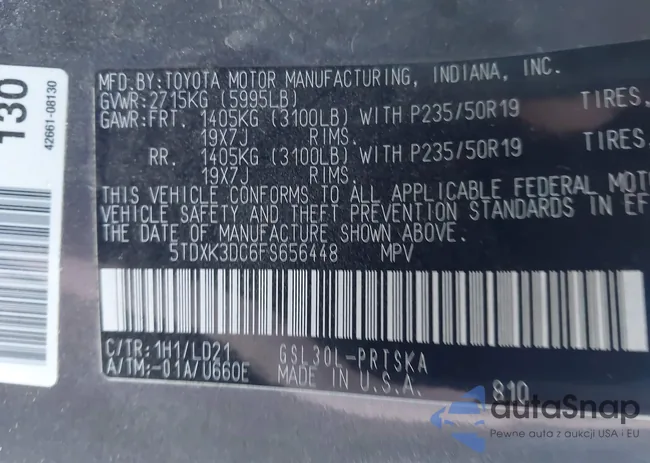 130
42661-08130
MFD.BY:TOYOTA MOTOR MANUFACTURING, INDIANA, INC.
GVWR:2715KG (5995LB)
GAWR:FRT. 1405KG (3100LB) WITH P235/50R19 TIRES,
19X7J RIMS.
RR. 1405KG (3100LB) WITH P235/50R19 TIRES,
19X7J RIMS.
THIS VEHICLE CONFORMS TO ALL APPLICABLE FEDERAL MOT
VEHICLE SAFETY AND THEFT PREVENTION STANDARDS IN EF
THE DATE OF MANUFACTURE SHOWN ABOVE.
5TDXK3DC6FS656448 MPV
C/TR:1H1/LD21 GSL30L-PRTSKA
A/TM:-01A/U660E MADE IN U.S.A. 810
autoSnap
Pewne auta z aukcji USA i EU